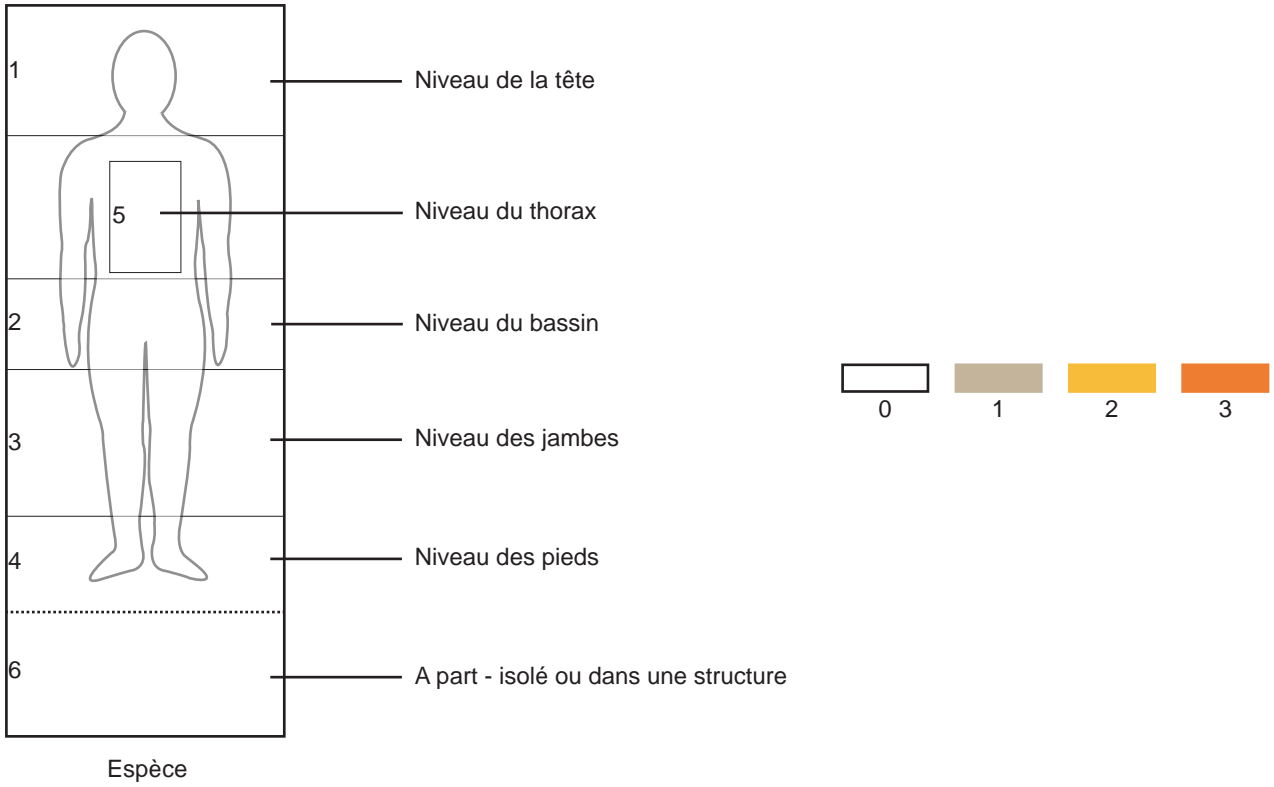 1
Niveau de la tête
5
Niveau du thorax
2
Niveau du bassin
0 1 2 3
3
Niveau des jambes
4
Niveau des pieds
6
A part - isolé ou dans une structure
Espèce